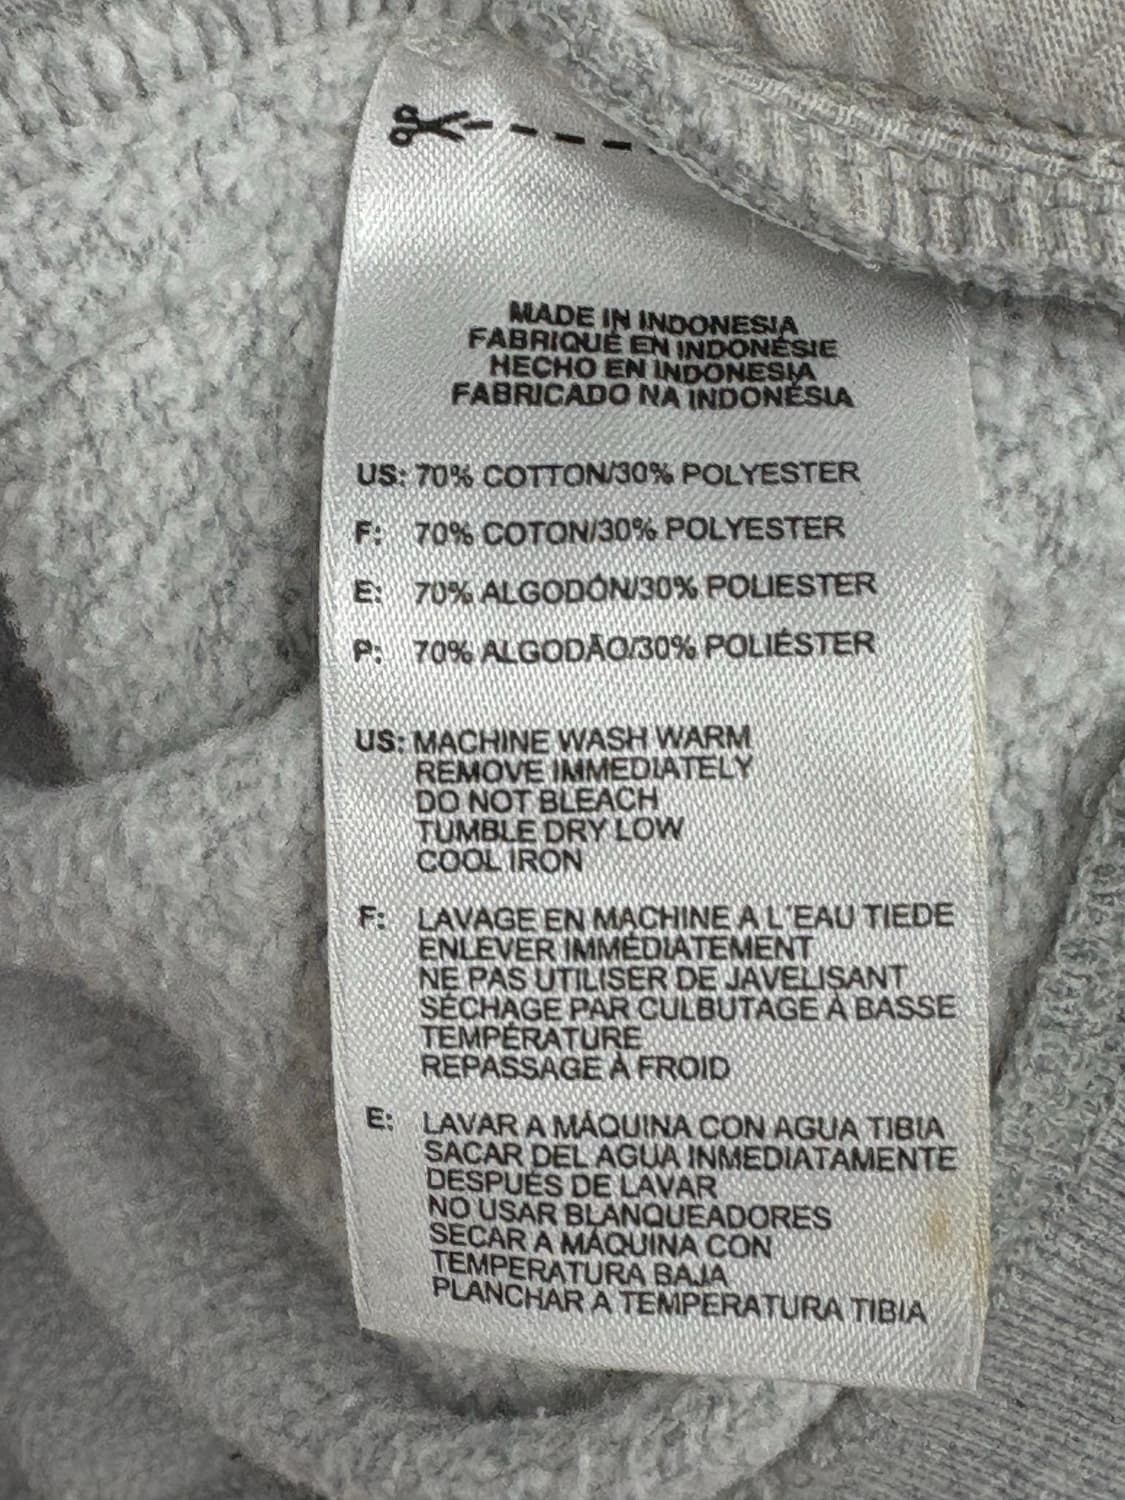 MADE IN INDONESIA
FABRIQUÉ EN INDONÉSIE
HECHO EN INDONESIA
FABRICADO NA INDONÉSIA
US: 70% COTTON/30% POLYESTER
F: 70% COTON/30% POLYESTER
E: 70% ALGODÓN/30% POLIESTER
P: 70% ALGODÃO/30% POLIÉSTER
US: MACHINE WASH WARM
REMOVE IMMEDIATELY
DO NOT BLEACH
TUMBLE DRY LOW
COOL IRON
F: LAVAGE EN MACHINE A L'EAU TIEDE
ENLEVER IMMÉDIATEMENT
NE PAS UTILISER DE JAVELISANT
SÉCHAGE PAR CULBUTAGE À BASSE
TEMPÉRATURE
REPASSAGE À FROID
E: LAVAR A MÁQUINA CON AGUA TIBIA
SACAR DEL AGUA INMEDIATAMENTE
DESPUÉS DE LAVAR
NO USAR BLANQUEADORES
SECAR A MÁQUINA CON
TEMPERATURA BAJA
PLANCHAR A TEMPERATURA TIBIA